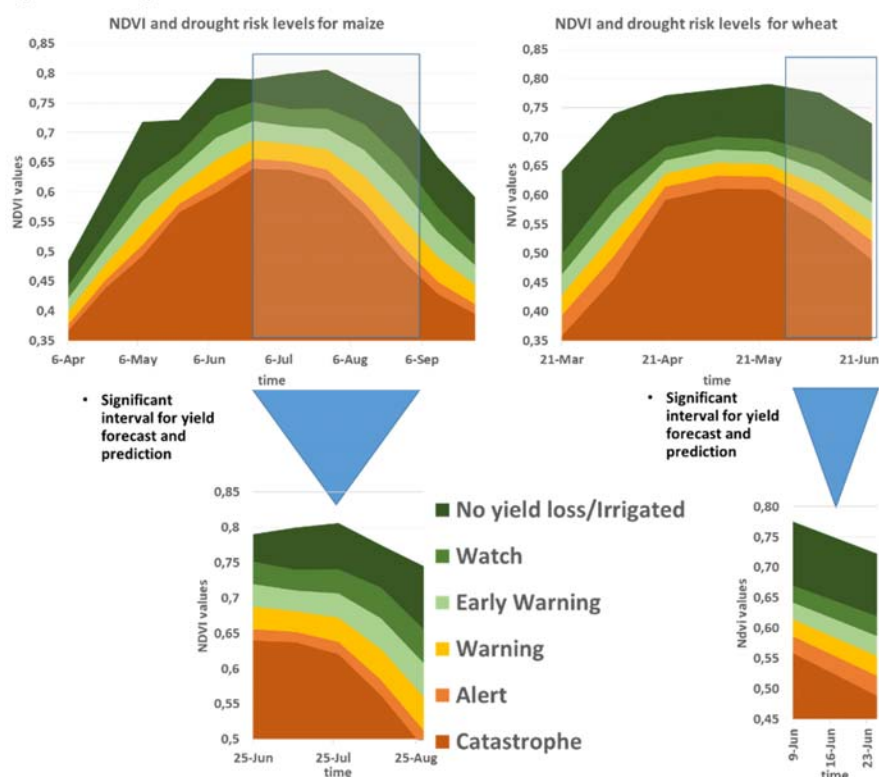 NDVI and drought risk levels for maize
0,85
0,8
0,75
0,7
0,65
0,6
0,55
0,5
0,45
0,4
0,35
NDVI values
6-Apr 6-May 6-Jun 6-Jul 6-Aug 6-Sep
time
NDVI and drought risk levels for wheat
0,85
0,80
0,75
0,70
0,65
0,60
0,55
0,50
0,45
0,40
0,35
NVI values
21-Mar 21-Apr 21-May 21-Jun
time
• Significant
interval for yield
forecast and
prediction
• Significant
interval for yield
forecast and
prediction
0,85
0,8
0,75
0,7
0,65
0,6
0,55
0,5
NDVI values
25-Jun 25-Jul 25-Aug
time
No yield loss/Irrigated
Watch
Early Warning
Warning
Alert
Catastrophe
0,80
0,75
0,70
0,65
0,60
0,55
0,50
0,45
Ndvi values
9-Jun
16-Jun
23-Jun
time